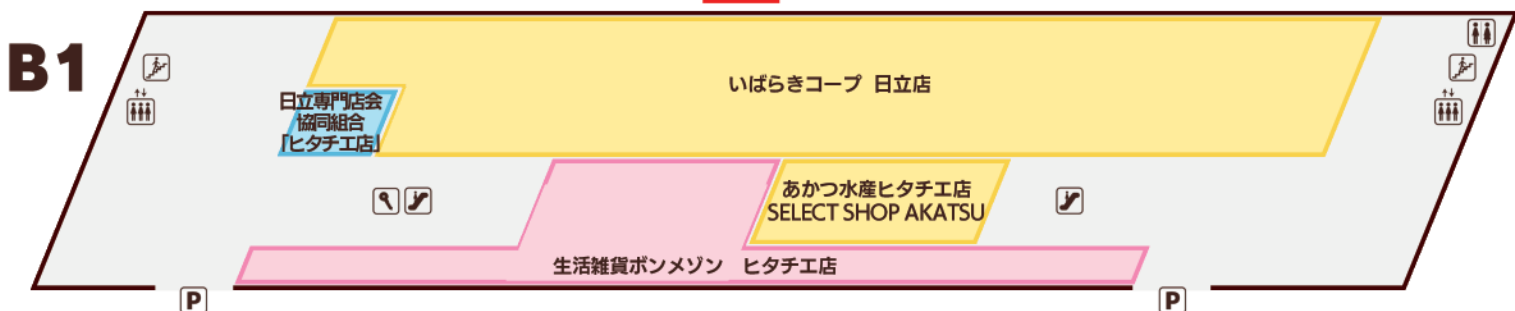 B1
いばらきコープ 日立店
日立専門店会
協同組合
「ヒタチエ店」
あかつ水産ヒタチエ店
SELECT SHOP AKATSU
生活雑貨ボンメゾン ヒタチエ店
P
P